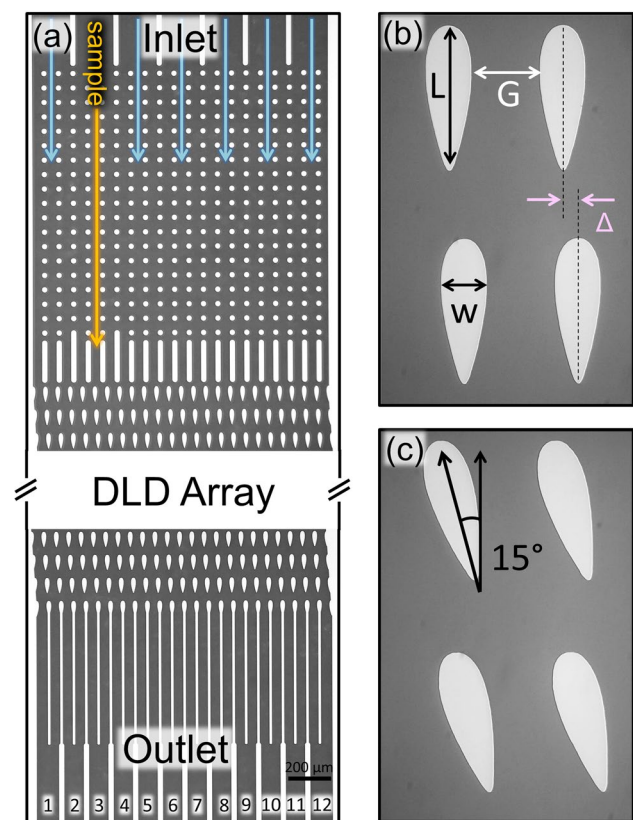 (a)
Inlet
sample
DLD Array
Outlet
200 µm
1 2 3 4 5 6 7 8 9 10 11 12
(b)
L
G
Δ
w
(c)
15°